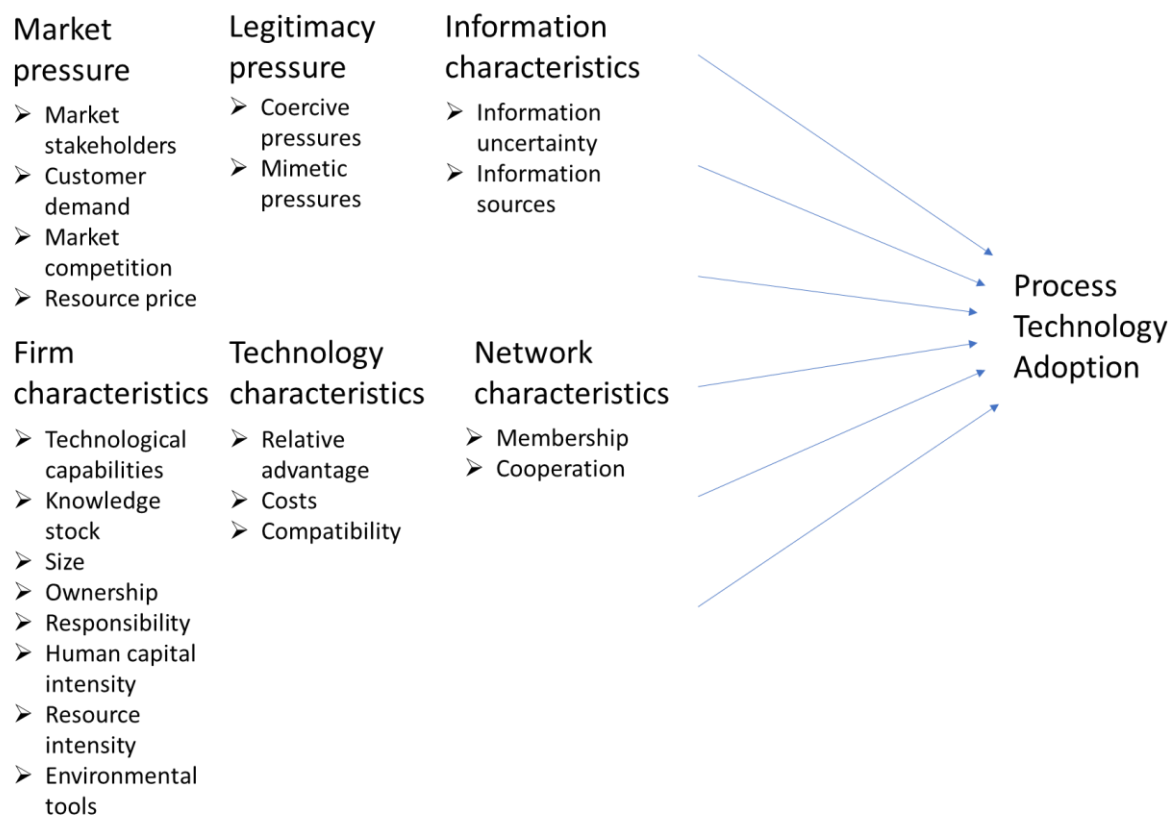 Market
pressure
➢ Market
stakeholders
➢ Customer
demand
➢ Market
competition
➢ Resource price
Legitimacy
pressure
➢ Coercive
pressures
➢ Mimetic
pressures
Information
characteristics
➢ Information
uncertainty
➢ Information
sources
Firm
characteristics
➢ Technological
capabilities
➢ Knowledge
stock
➢ Size
➢ Ownership
➢ Responsibility
➢ Human capital
intensity
➢ Resource
intensity
➢ Environmental
tools
Technology
characteristics
➢ Relative
advantage
➢ Costs
➢ Compatibility
Network
characteristics
➢ Membership
➢ Cooperation
Process
Technology
Adoption